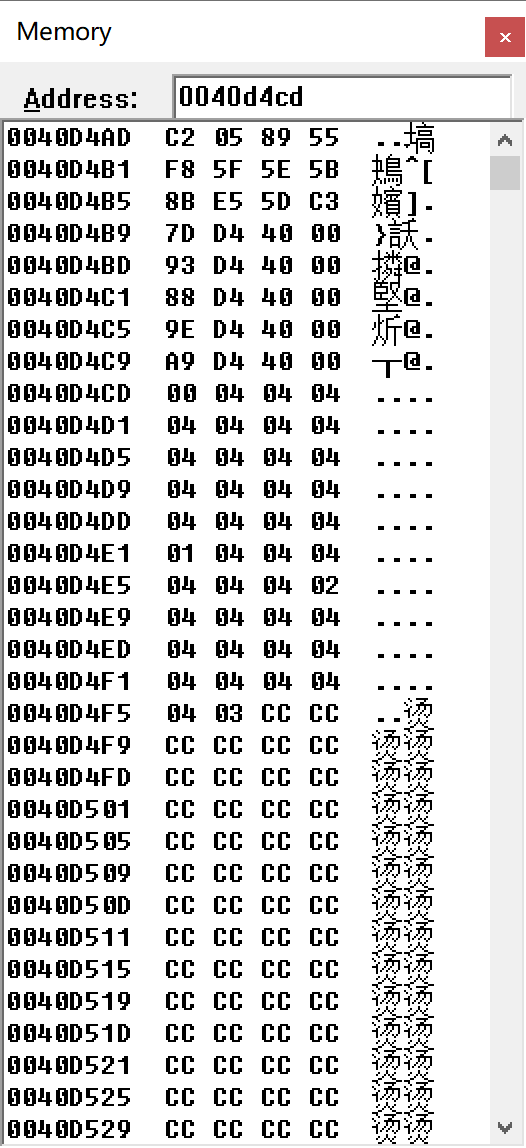 Memory
×
Address: 0040d4cd
0040D4AD C2 05 89 55 ..塙
0040D4B1 F8 5F 5E 5B 鳺^[
0040D4B5 8B E5 5D C3 嬪].
0040D4B9 7D D4 40 00 }訞.
0040D4BD 93 D4 40 00 撛@.
0040D4C1 88 D4 40 00 堅@.
0040D4C5 9E D4 40 00 炘@.
0040D4C9 A9 D4 40 00 ┰@.
0040D4CD 00 04 04 04 ....
0040D4D1 04 04 04 04 ....
0040D4D5 04 04 04 04 ....
0040D4D9 04 04 04 04 ....
0040D4DD 04 04 04 04 ....
0040D4E1 01 04 04 04 ....
0040D4E5 04 04 04 02 ....
0040D4E9 04 04 04 04 ....
0040D4ED 04 04 04 04 ....
0040D4F1 04 04 04 04 ....
0040D4F5 04 03 CC CC ..烫
0040D4F9 CC CC CC CC 烫烫
0040D4FD CC CC CC CC 烫烫
0040D501 CC CC CC CC 烫烫
0040D505 CC CC CC CC 烫烫
0040D509 CC CC CC CC 烫烫
0040D50D CC CC CC CC 烫烫
0040D511 CC CC CC CC 烫烫
0040D515 CC CC CC CC 烫烫
0040D519 CC CC CC CC 烫烫
0040D51D CC CC CC CC 烫烫
0040D521 CC CC CC CC 烫烫
0040D525 CC CC CC CC 烫烫
0040D529 CC CC CC CC 烫烫